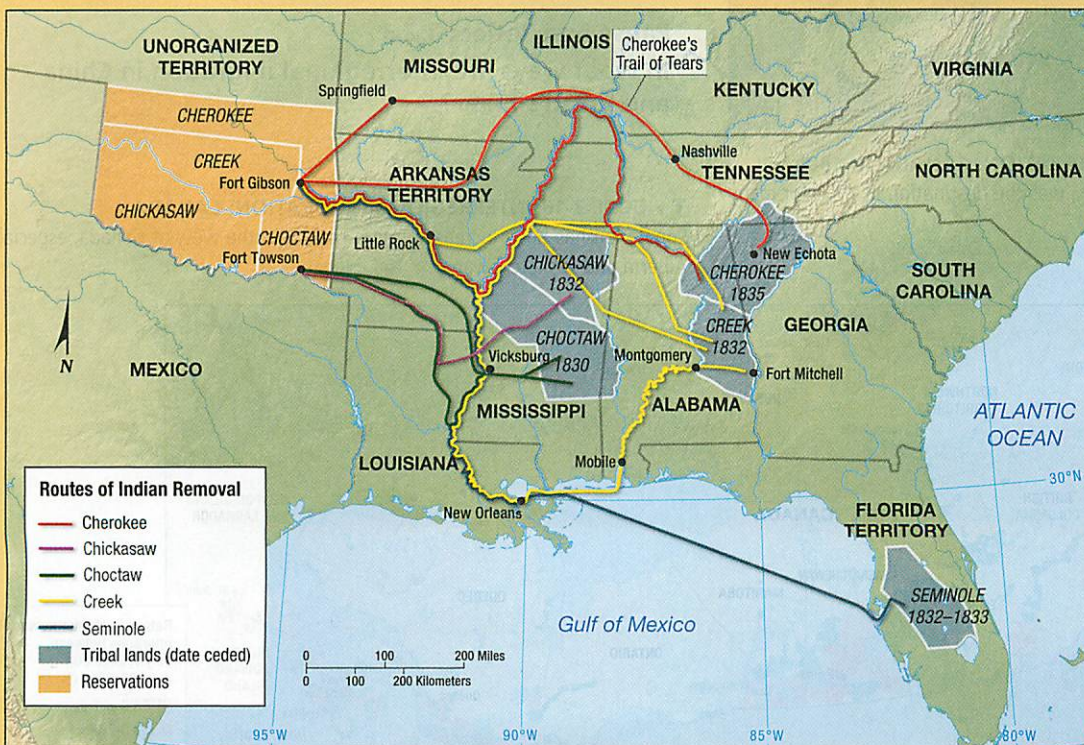 UNORGANIZED
TERRITORY
ILLINOIS
Cherokee's
Trail of Tears
MISSOURI
KENTUCKY
VIRGINIA
Springfield
CHEROKEE
Nashville
CREEK
TENNESSEE
NORTH CAROLINA
Fort Gibson
ARKANSAS
TERRITORY
CHICKASAW
CHOCTAW
Little Rock
Fort Towson
New Echota
CHICKASAW
1832
CHEROKEE
1835
SOUTH
CAROLINA
CREEK
1832
GEORGIA
CHOCTAW
1830
N
MEXICO
Vicksburg
Montgomery
Fort Mitchell
MISSISSIPPI
ALABAMA
ATLANTIC
OCEAN
LOUISIANA
Mobile
30°N
New Orleans
FLORIDA
TERRITORY
SEMINOLE
1832–1833
Gulf of Mexico
Routes of Indian Removal
Cherokee
Chickasaw
Choctaw
Creek
Seminole
Tribal lands (date ceded)
Reservations
0 100 200 Miles
0 100 200 Kilometers
95°W
90°W
85°W
80°W